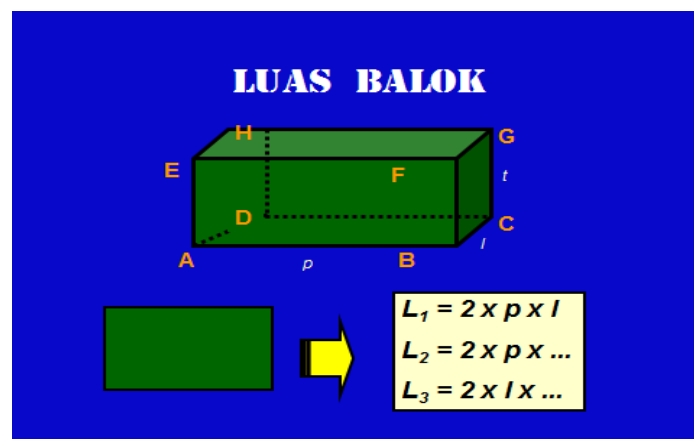 LUAS BALOK
H
G
E
F
t
D
C
A
B
l
p
L1 = 2 x p x l
L2 = 2 x p x ...
L3 = 2 x l x ...